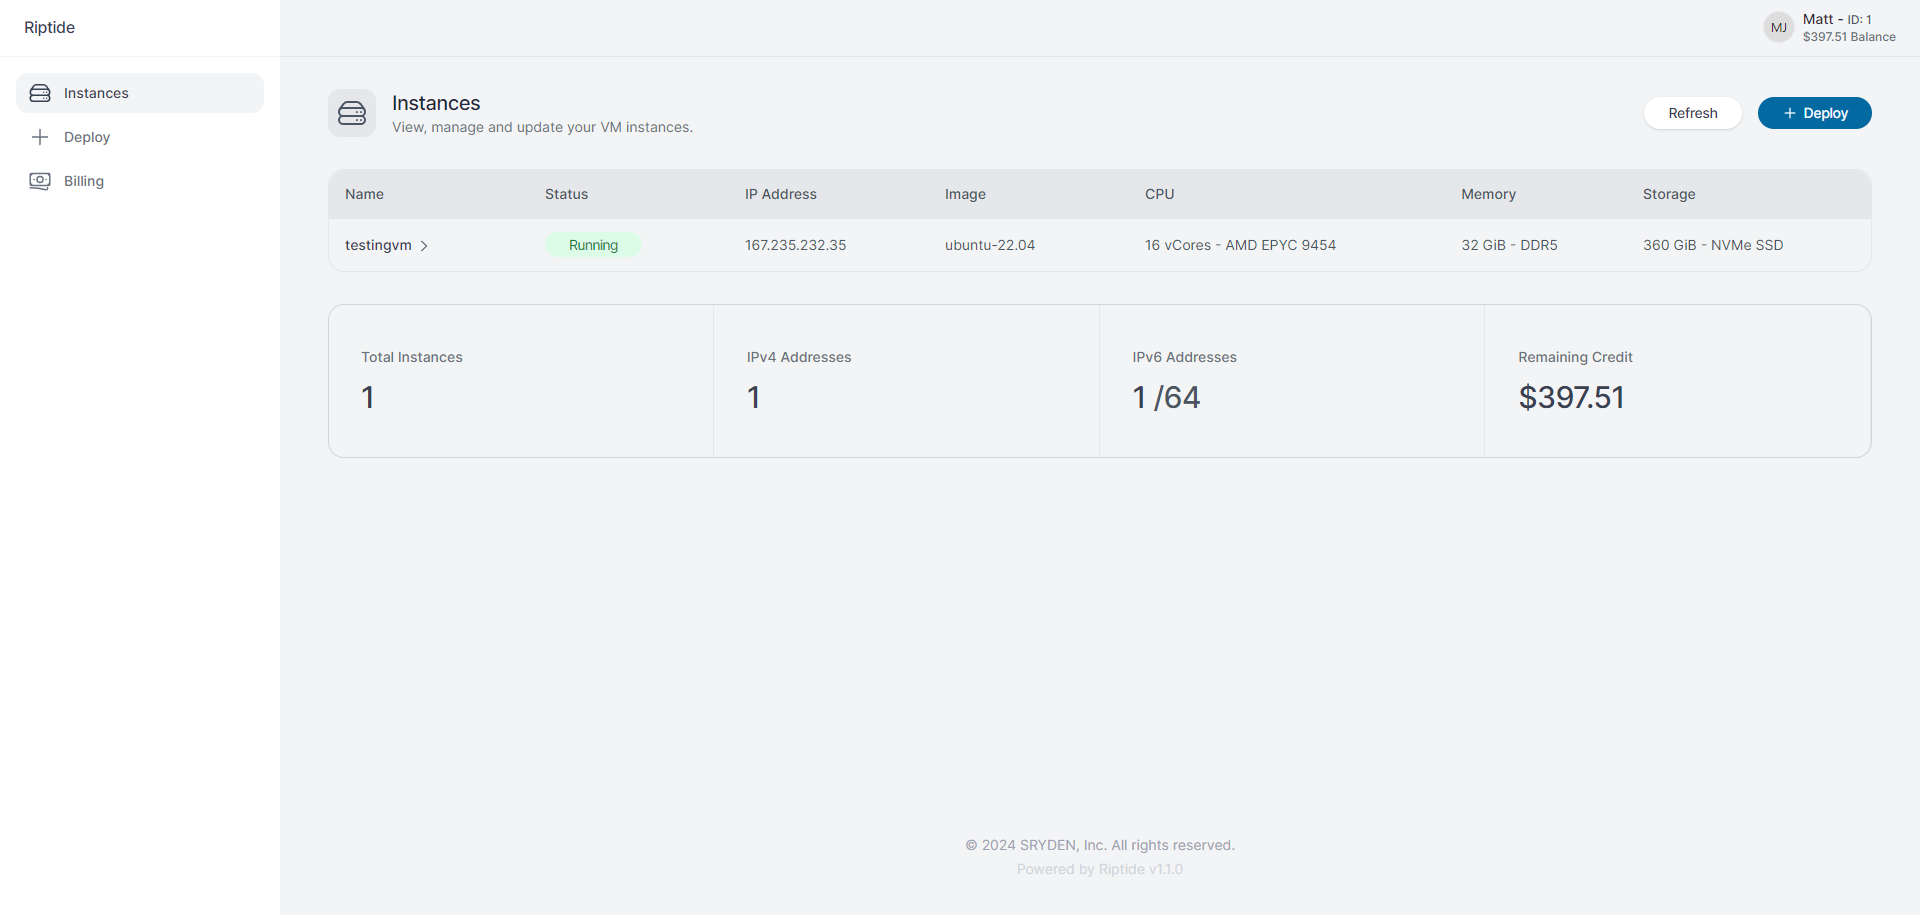 Riptide
MJ
Matt - ID: 1
$397.51 Balance
Instances
Deploy
Billing
Instances
View, manage and update your VM instances.
Refresh
Deploy
Name Status IP Address Image CPU Memory Storage
testingvm Running 167.235.232.35 ubuntu-22.04 16 vCores - AMD EPYC 9454 32 GiB - DDR5 360 GiB - NVMe SSD
Total Instances IPv4 Addresses IPv6 Addresses Remaining Credit
1 1 1 /64 $397.51
© 2024 SRYDEN, Inc. All rights reserved.
Powered by Riptide v1.1.0